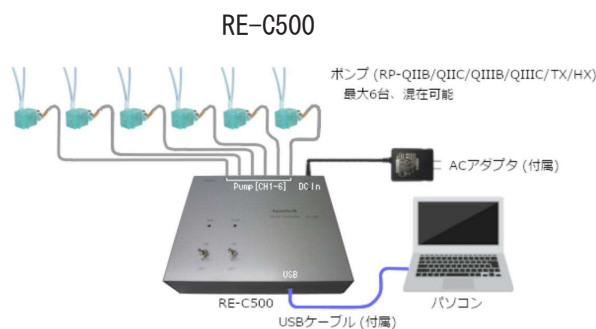 RE-C500
ポンプ (RP-QIIB/QIIC/QIIIB/QIIIC/TX/HX)
最大6台、混在可能
ACアダプタ (付属)
Pump[CH1-6] DC In
USB
RE-C500
パソコン
USBケーブル (付属)